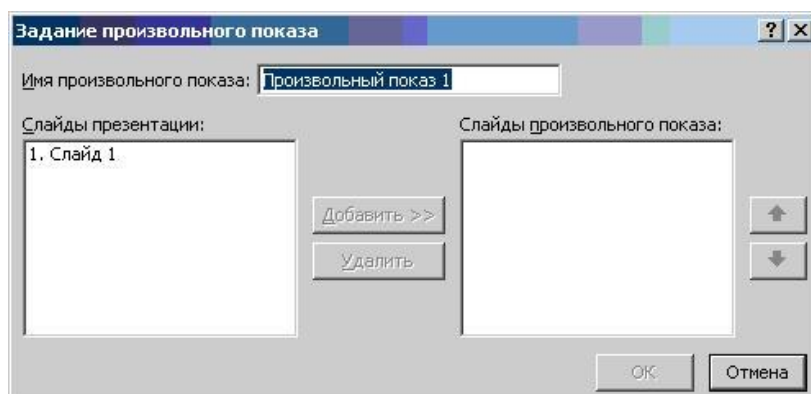 Задание произвольного показа
Имя произвольного показа: Произвольный показ 1
Слайды презентации:
Слайды произвольного показа:
1. Слайд 1
Добавить >>
Удалить
ОК
Отмена